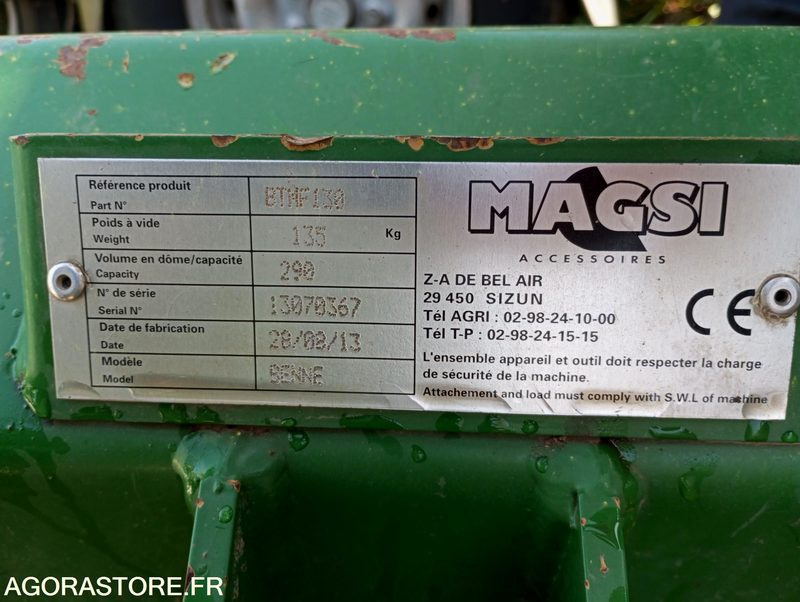 Référence produit
Part N°
BTMF130
Poids à vide
Weight
135
Kg
Volume en dôme/capacité
Capacity
290
N° de série
Serial N°
13070367
Date de fabrication
Date
28/08/13
Modèle
Model
BENNE
MAGSI
ACCESSOIRES
Z-A DE BEL AIR
29 450 SIZUN
Tél AGRI : 02-98-24-10-00
Tél T-P : 02-98-24-15-15
CE
L'ensemble appareil et outil doit respecter la charge
de sécurité de la machine.
Attachement and load must comply with S.W.L of machine
AGORASTORE.FR